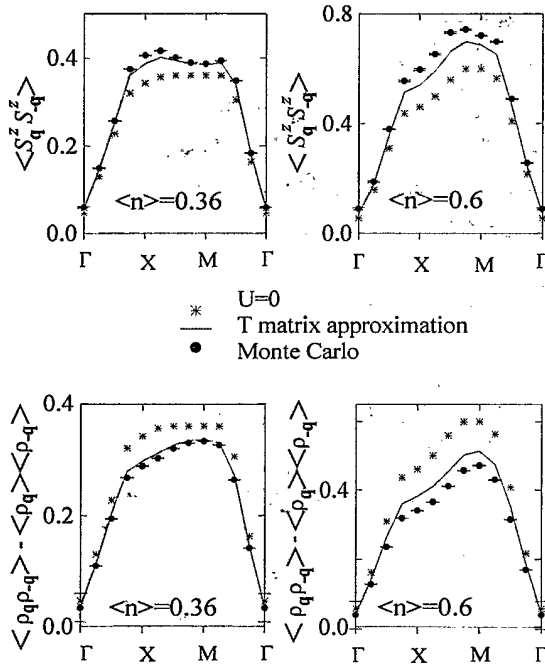 <S^z_q S^z_-q>
0.4
0.2
0.0
<n>=0.36
Γ X M Γ
<S^z_q S^z_-q>
0.8
0.4
0.0
<n>=0.6
Γ X M Γ
U=0
T matrix approximation
Monte Carlo
<ρ_q ρ_-q> - <ρ_q><ρ_-q>
0.4
0.2
0.0
<n>=0.36
Γ X M Γ
<ρ_q ρ_-q> - <ρ_q><ρ_-q>
0.4
0.0
<n>=0.6
Γ X M Γ